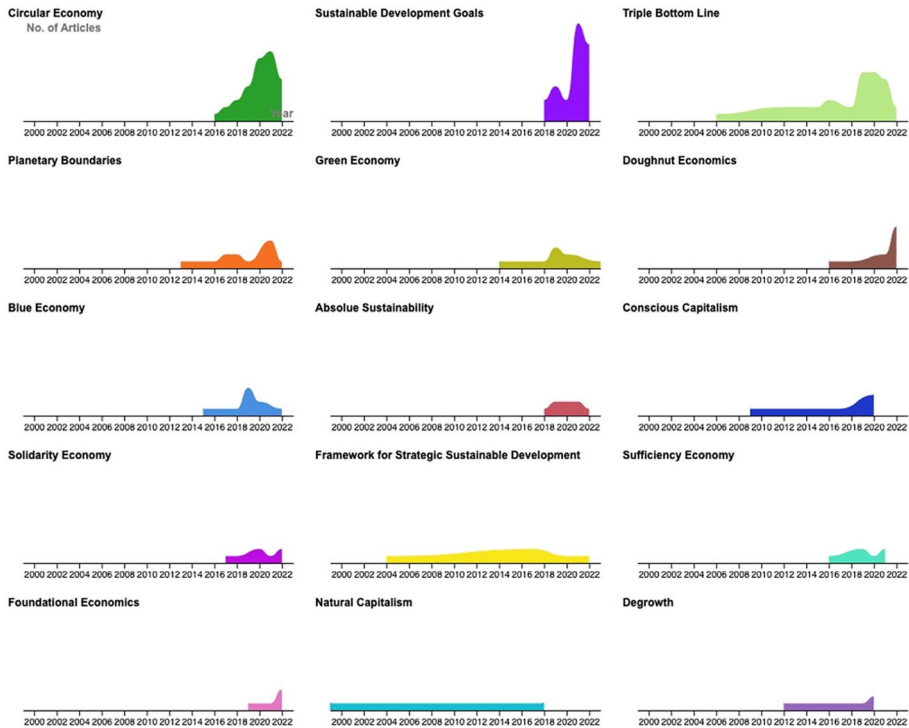 Circular Economy
No. of Articles
Year
2000 2002 2004 2006 2008 2010 2012 2014 2016 2018 2020 2022
Sustainable Development Goals
2000 2002 2004 2006 2008 2010 2012 2014 2016 2018 2020 2022
Triple Bottom Line
2000 2002 2004 2006 2008 2010 2012 2014 2016 2018 2020 2022
Planetary Boundaries
2000 2002 2004 2006 2008 2010 2012 2014 2016 2018 2020 2022
Green Economy
2000 2002 2004 2006 2008 2010 2012 2014 2016 2018 2020 2022
Doughnut Economics
2000 2002 2004 2006 2008 2010 2012 2014 2016 2018 2020 2022
Blue Economy
2000 2002 2004 2006 2008 2010 2012 2014 2016 2018 2020 2022
Absolue Sustainability
2000 2002 2004 2006 2008 2010 2012 2014 2016 2018 2020 2022
Conscious Capitalism
2000 2002 2004 2006 2008 2010 2012 2014 2016 2018 2020 2022
Solidarity Economy
2000 2002 2004 2006 2008 2010 2012 2014 2016 2018 2020 2022
Framework for Strategic Sustainable Development
2000 2002 2004 2006 2008 2010 2012 2014 2016 2018 2020 2022
Sufficiency Economy
2000 2002 2004 2006 2008 2010 2012 2014 2016 2018 2020 2022
Foundational Economics
2000 2002 2004 2006 2008 2010 2012 2014 2016 2018 2020 2022
Natural Capitalism
2000 2002 2004 2006 2008 2010 2012 2014 2016 2018 2020 2022
Degrowth
2000 2002 2004 2006 2008 2010 2012 2014 2016 2018 2020 2022